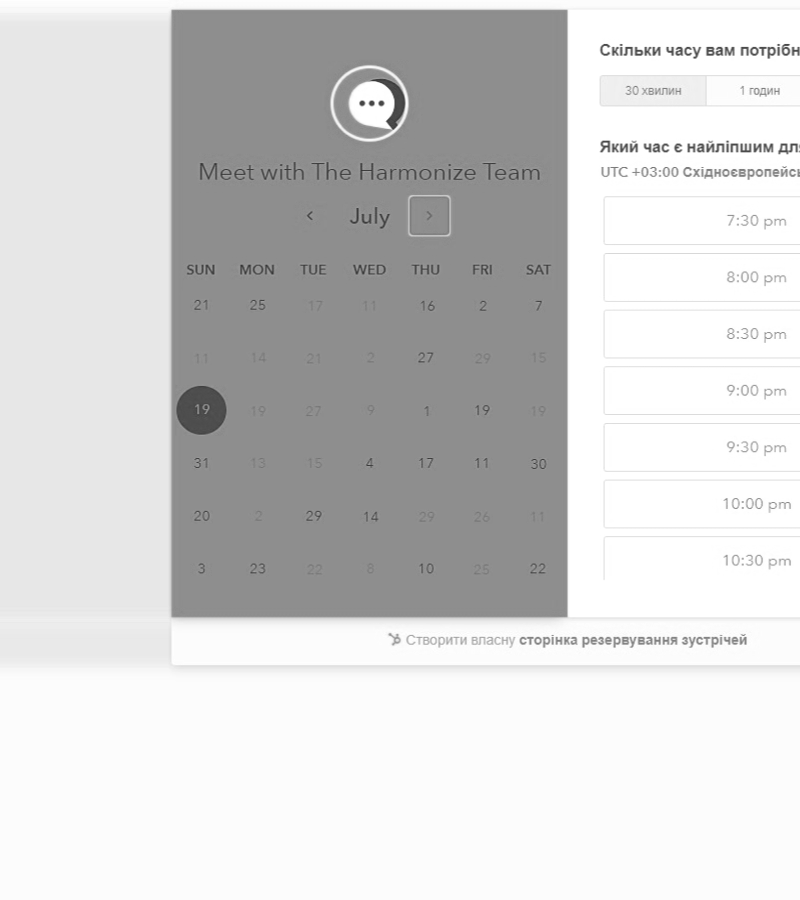 Meet with The Harmonize Team
July
SUN MON TUE WED THU FRI SAT
21 25 17 11 16 2 7
11 14 21 2 27 29 15
19 19 27 9 1 19 19
31 13 15 4 17 11 30
20 2 29 14 29 26 11
3 23 22 8 10 25 22
Скільки часу вам потрібн
30 хвилин 1 годин
Який час є найліпшим дл
UTC +03:00 Східноєвропейсь
7:30 pm
8:00 pm
8:30 pm
9:00 pm
9:30 pm
10:00 pm
10:30 pm
Створити власну сторінка резервування зустрічей